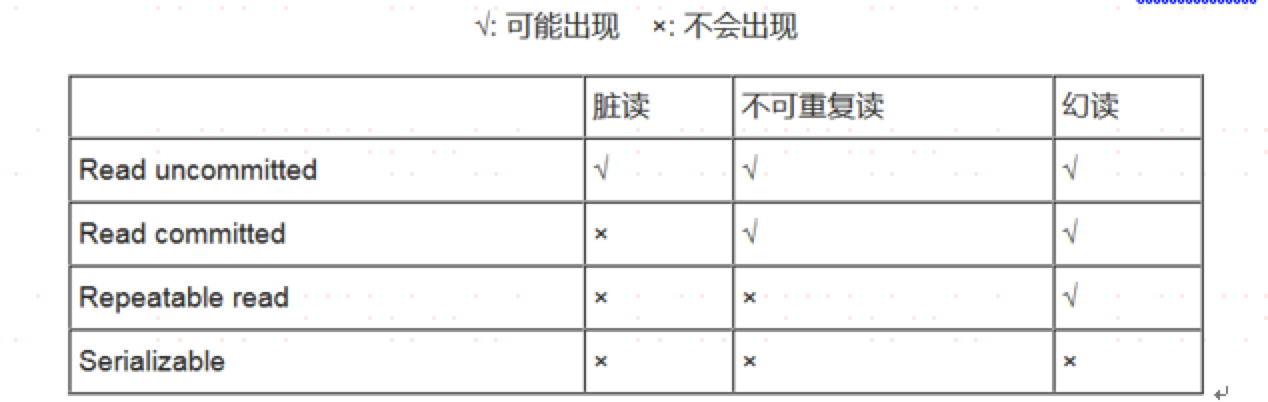 √: 可能出现 ×: 不会出现
脏读 不可重复读 幻读
Read uncommitted √ √ √
Read committed × √ √
Repeatable read × × √
Serializable × × ×